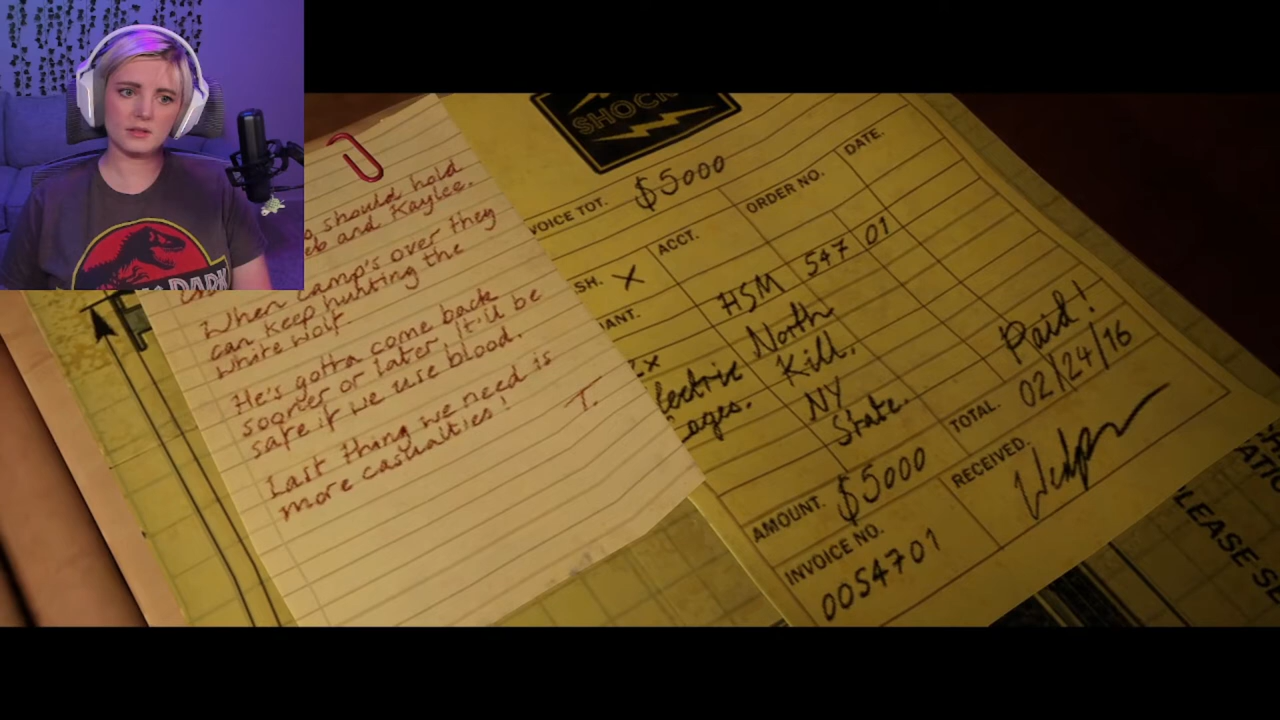 SHOCK
should hold
and Kaylee.
When camp's over they
can keep hunting the
white wolf.
He's gotta come back
sooner or later, it'll be
safe if we use blood.
Last thing we need is
more casualties!
T.
VOICE TOT. $5000
ORDER NO.
DATE.
SH. X
ACCT.
ANT.
HSM 547 01
2x
lectric
ages.
North
Kill,
NY
State.
Paid!
02/24/16
AMOUNT. $5000
TOTAL.
INVOICE NO.
0054701
RECEIVED.
LEASE SE
PARK